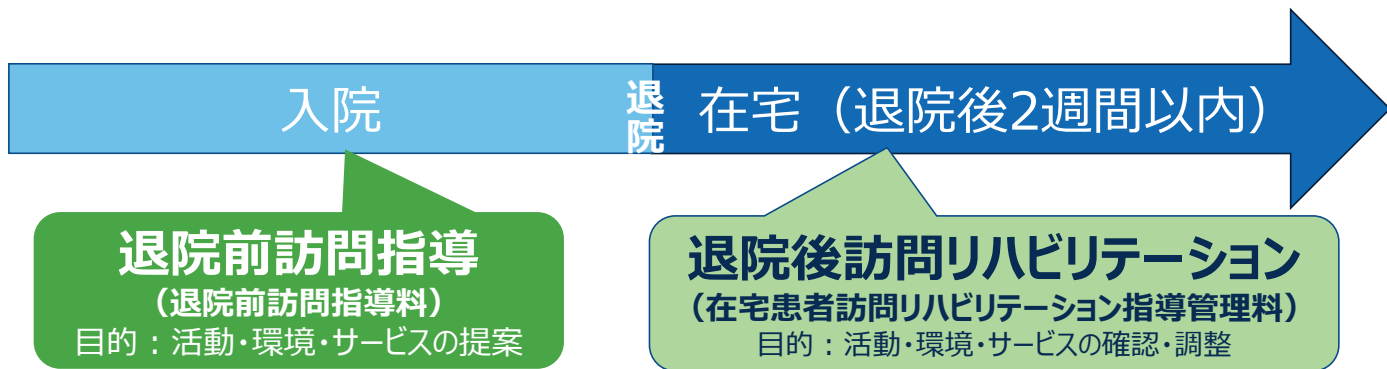 入院
退院
在宅（退院後2週間以内）
退院前訪問指導
（退院前訪問指導料）
目的：活動・環境・サービスの提案
退院後訪問リハビリテーション
（在宅患者訪問リハビリテーション指導管理料）
目的：活動・環境・サービスの確認・調整